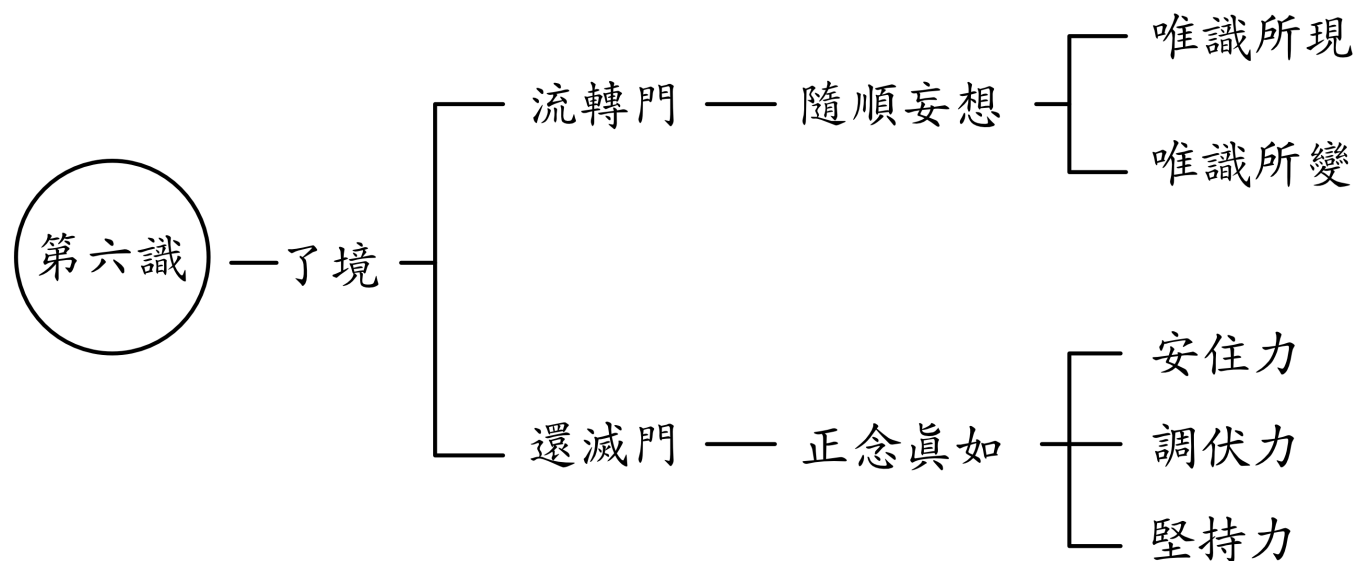 第六識
了境
流轉門
隨順妄想
唯識所現
唯識所變
還滅門
正念眞如
安住力
調伏力
堅持力